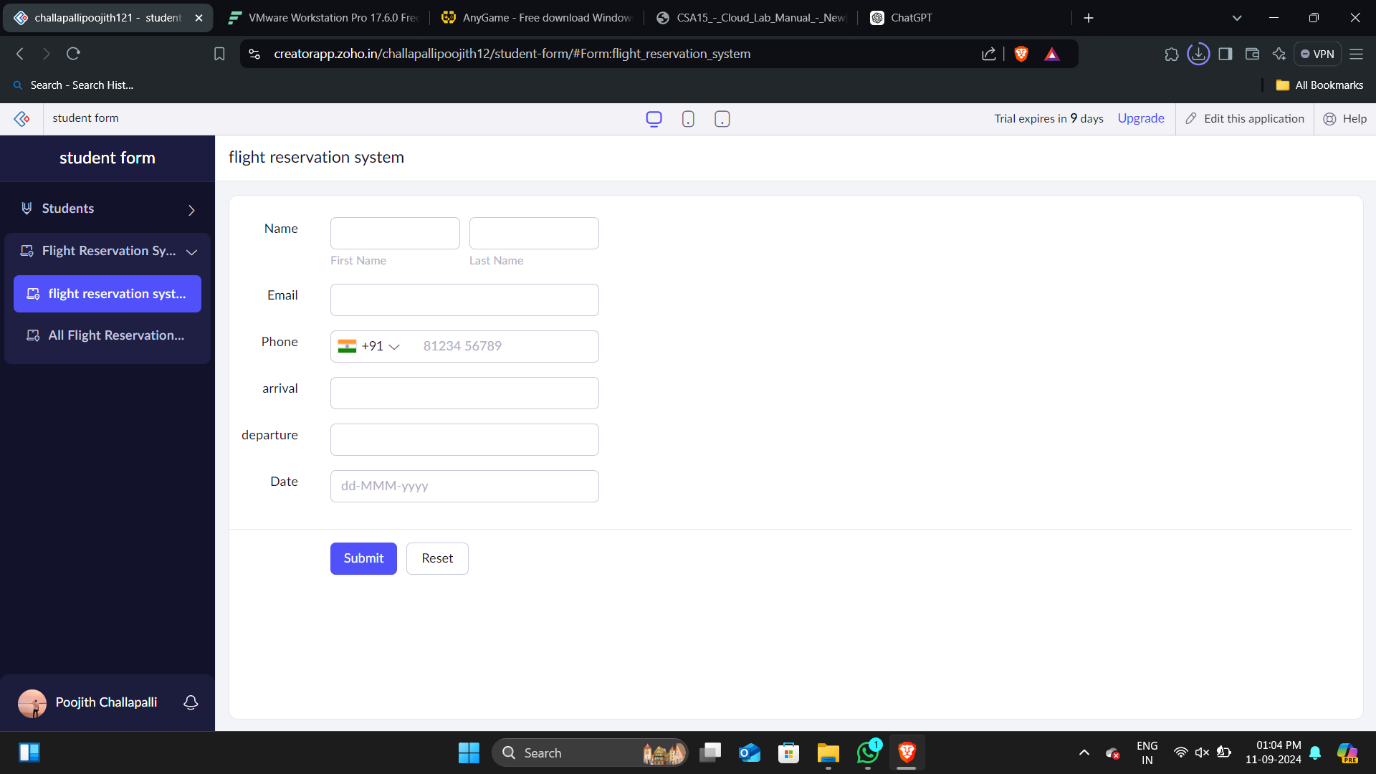 challapallipoojith121 - student
VMware Workstation Pro 17.6.0 Free
AnyGame - Free download Window
CSA15_-_Cloud_Lab_Manual_-_New
ChatGPT
creatorapp.zoho.in/challapallipoojith12/student-form/#Form:flight_reservation_system
VPN
Search - Search Hist...
All Bookmarks
student form
Trial expires in 9 days
Upgrade
Edit this application
Help
student form
flight reservation system
Students
Flight Reservation Sy...
flight reservation syst...
All Flight Reservation...
Name
First Name
Last Name
Email
Phone
+91
81234 56789
arrival
departure
Date
dd-MMM-yyyy
Submit
Reset
Poojith Challapalli
Search
1
ENG
IN
01:04 PM
11-09-2024
PRE